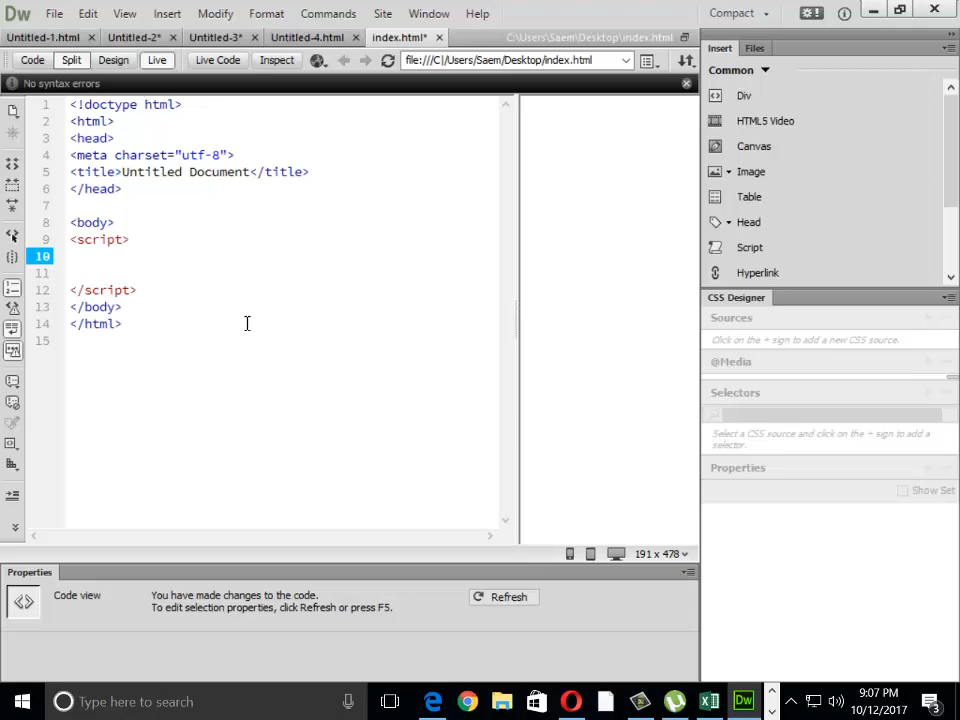 Dw File Edit View Insert Modify Format Commands Site Window Help Compact
Untitled-1.html Untitled-2* Untitled-3* Untitled-4.html index.html* C:\Users\Saem\Desktop\index.html
Code Split Design Live Live Code Inspect file:///C|/Users/Saem/Desktop/index.html
No syntax errors
1 <!doctype html>
2 <html>
3 <head>
4 <meta charset="utf-8">
5 <title>Untitled Document</title>
6 </head>
7
8 <body>
9 <script>
10
11
12 </script>
13 </body>
14 </html>
15
191 x 478
Insert Files
Common
Div
HTML5 Video
Canvas
Image
Table
Head
Script
Hyperlink
CSS Designer
Sources
Click on the + sign to add a new CSS source.
@Media
Selectors
Select a CSS source and click on the + sign to add a
selector.
Properties
Show Set
Properties
Code view
You have made changes to the code.
To edit selection properties, click Refresh or press F5.
Refresh
Type here to search
Dw
9:07 PM
10/12/2017
3